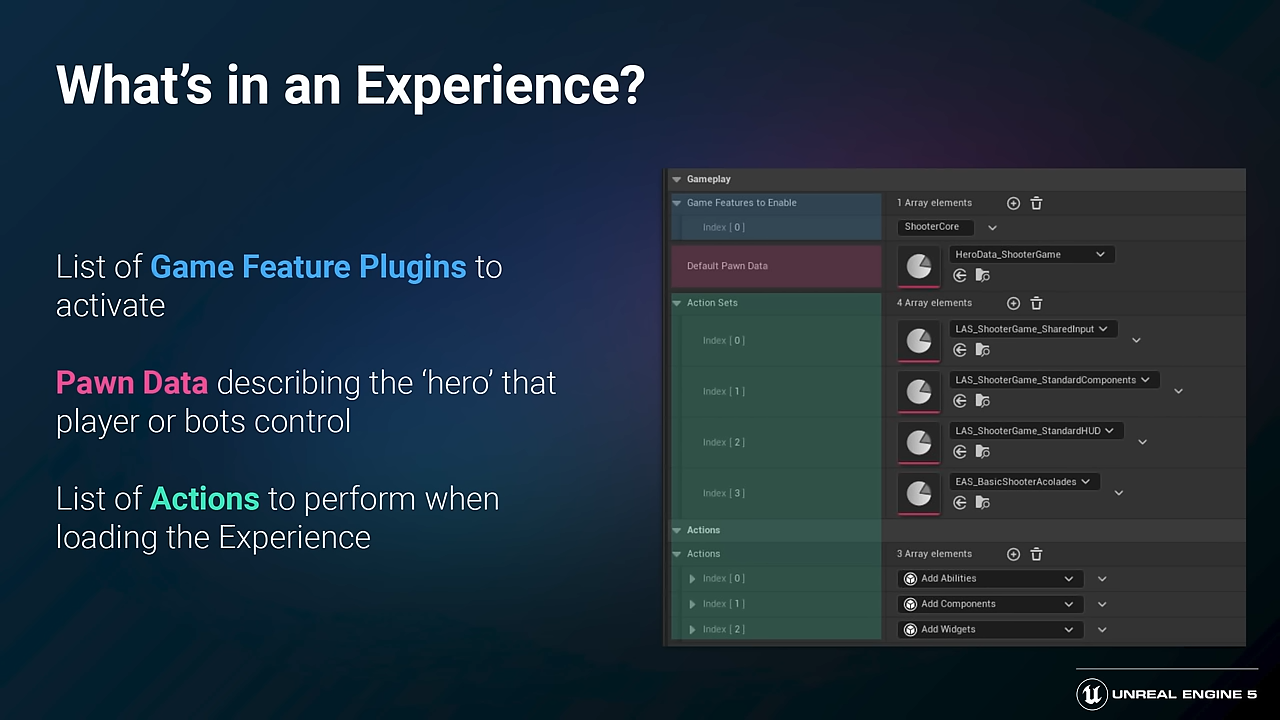 What's in an Experience?
List of Game Feature Plugins to
activate
Pawn Data describing the ‘hero’ that
player or bots control
List of Actions to perform when
loading the Experience
Gameplay
Game Features to Enable 1 Array elements
Index [ 0 ] ShooterCore
Default Pawn Data HeroData_ShooterGame
Action Sets 4 Array elements
Index [ 0 ] LAS_ShooterGame_SharedInput
Index [ 1 ] LAS_ShooterGame_StandardComponents
Index [ 2 ] LAS_ShooterGame_StandardHUD
Index [ 3 ] EAS_BasicShooterAcolades
Actions
Actions 3 Array elements
Index [ 0 ] Add Abilities
Index [ 1 ] Add Components
Index [ 2 ] Add Widgets
UNREAL ENGINE 5